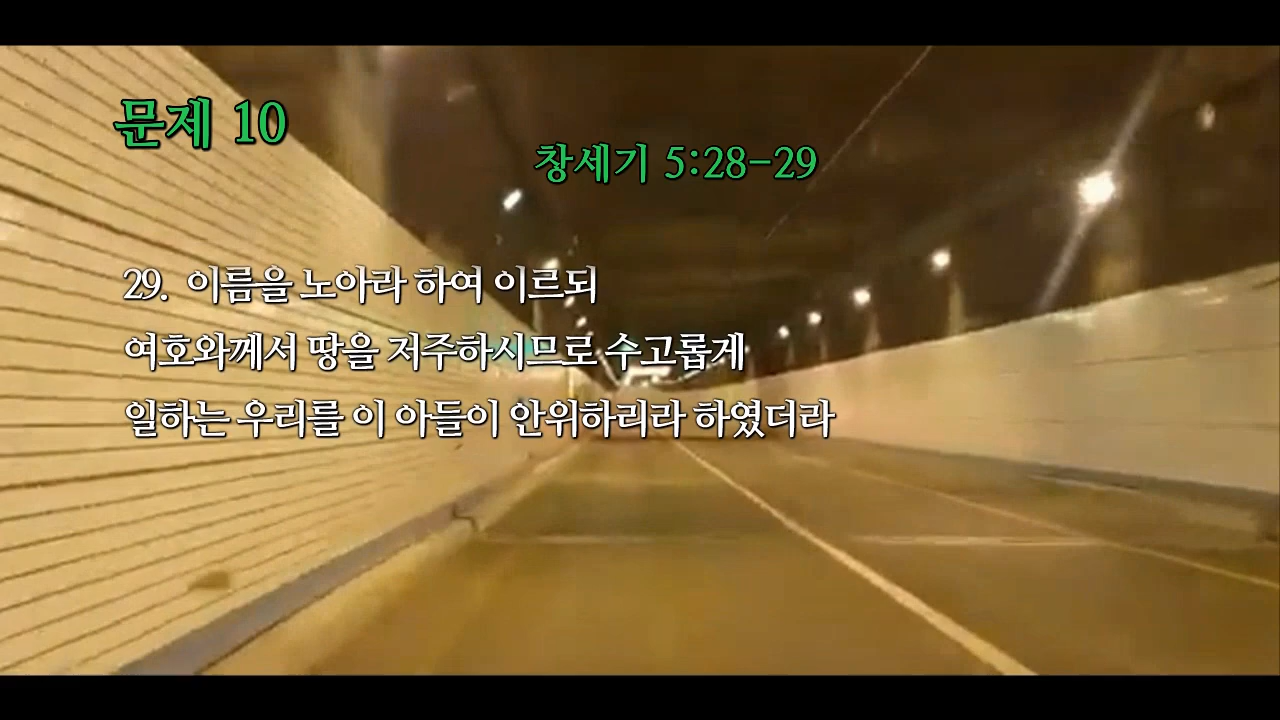 문제 10
창세기 5:28-29
29. 이름을 노아라 하여 이르되
여호와께서 땅을 저주하시므로 수고롭게
일하는 우리를 이 아들이 안위하리라 하였더라